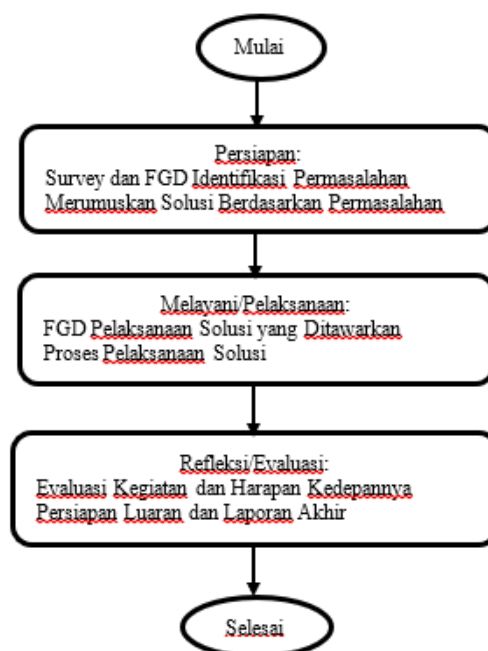 Mulai
Persiapan:
Survey dan FGD Identifikasi Permasalahan
Merumuskan Solusi Berdasarkan Permasalahan
Melayani/Pelaksanaan:
FGD Pelaksanaan Solusi yang Ditawarkan
Proses Pelaksanaan Solusi
Refleksi/Evaluasi:
Evaluasi Kegiatan dan Harapan Kedepannya
Persiapan Luaran dan Laporan Akhir
Selesai